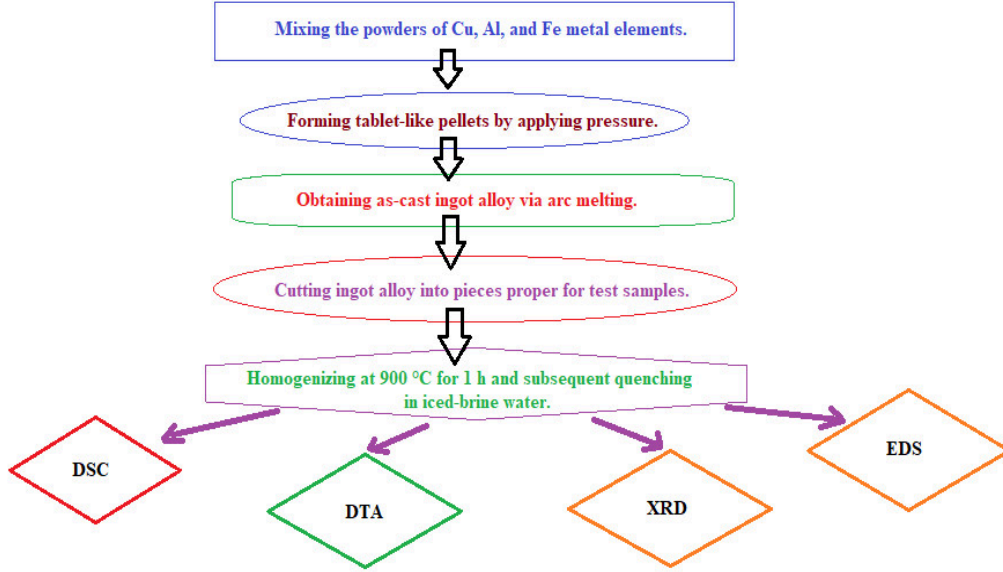 Mixing the powders of Cu, Al, and Fe metal elements.
Forming tablet-like pellets by applying pressure.
Obtaining as-cast ingot alloy via arc melting.
Cutting ingot alloy into pieces proper for test samples.
Homogenizing at 900 °C for 1 h and subsequent quenching
in iced-brine water.
DSC
DTA
XRD
EDS